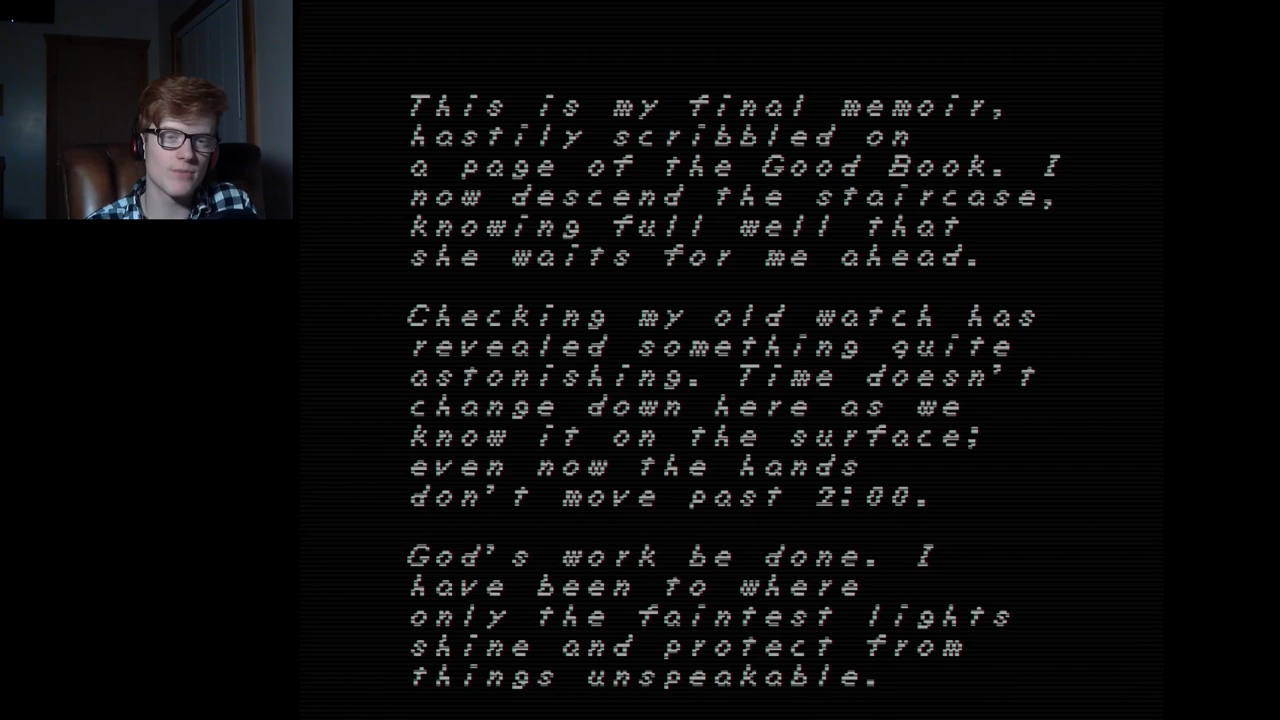 This is my final memoir,
hastily scribbled on
a page of the Good Book. I
now descend the staircase,
knowing full well that
she waits for me ahead.
Checking my old watch has
revealed something quite
astonishing. Time doesn't
change down here as we
know it on the surface;
even now the hands
don't move past 2:00.
God's work be done. I
have been to where
only the faintest lights
shine and protect from
things unspeakable.